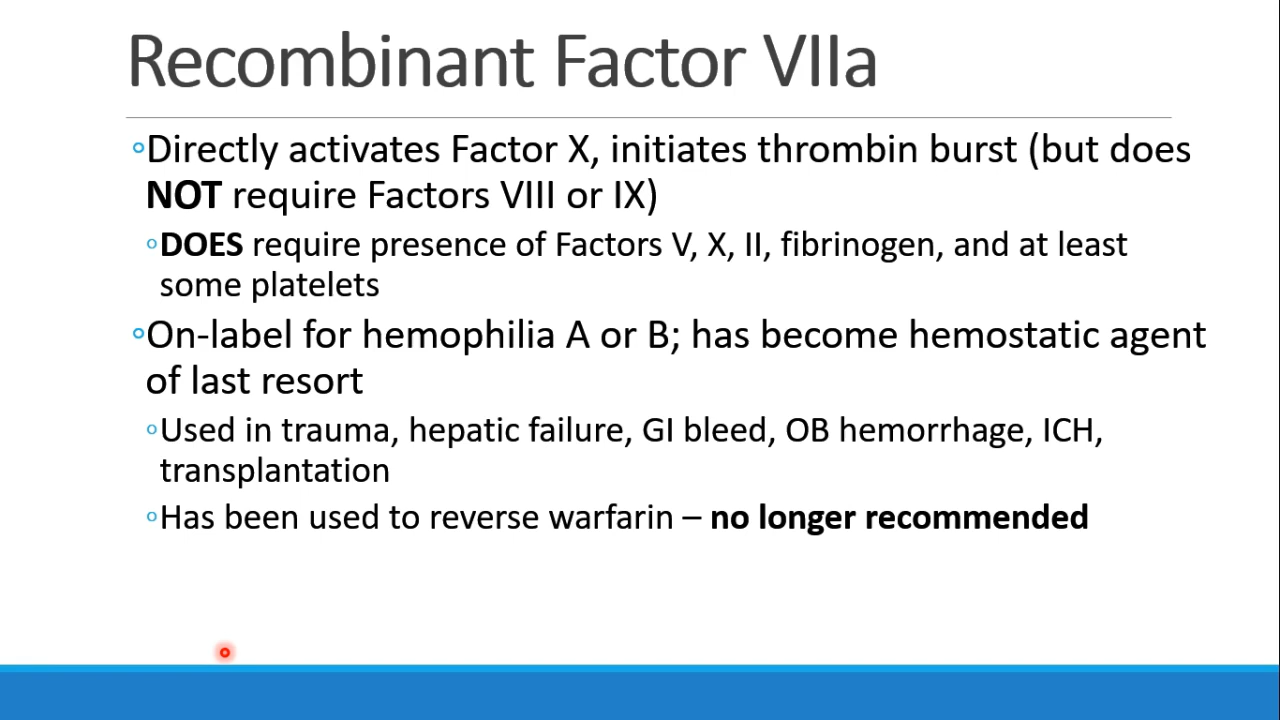 Recombinant Factor VIIa
◦Directly activates Factor X, initiates thrombin burst (but does
NOT require Factors VIII or IX)
◦DOES require presence of Factors V, X, II, fibrinogen, and at least
some platelets
◦On-label for hemophilia A or B; has become hemostatic agent
of last resort
◦Used in trauma, hepatic failure, GI bleed, OB hemorrhage, ICH,
transplantation
◦Has been used to reverse warfarin – no longer recommended